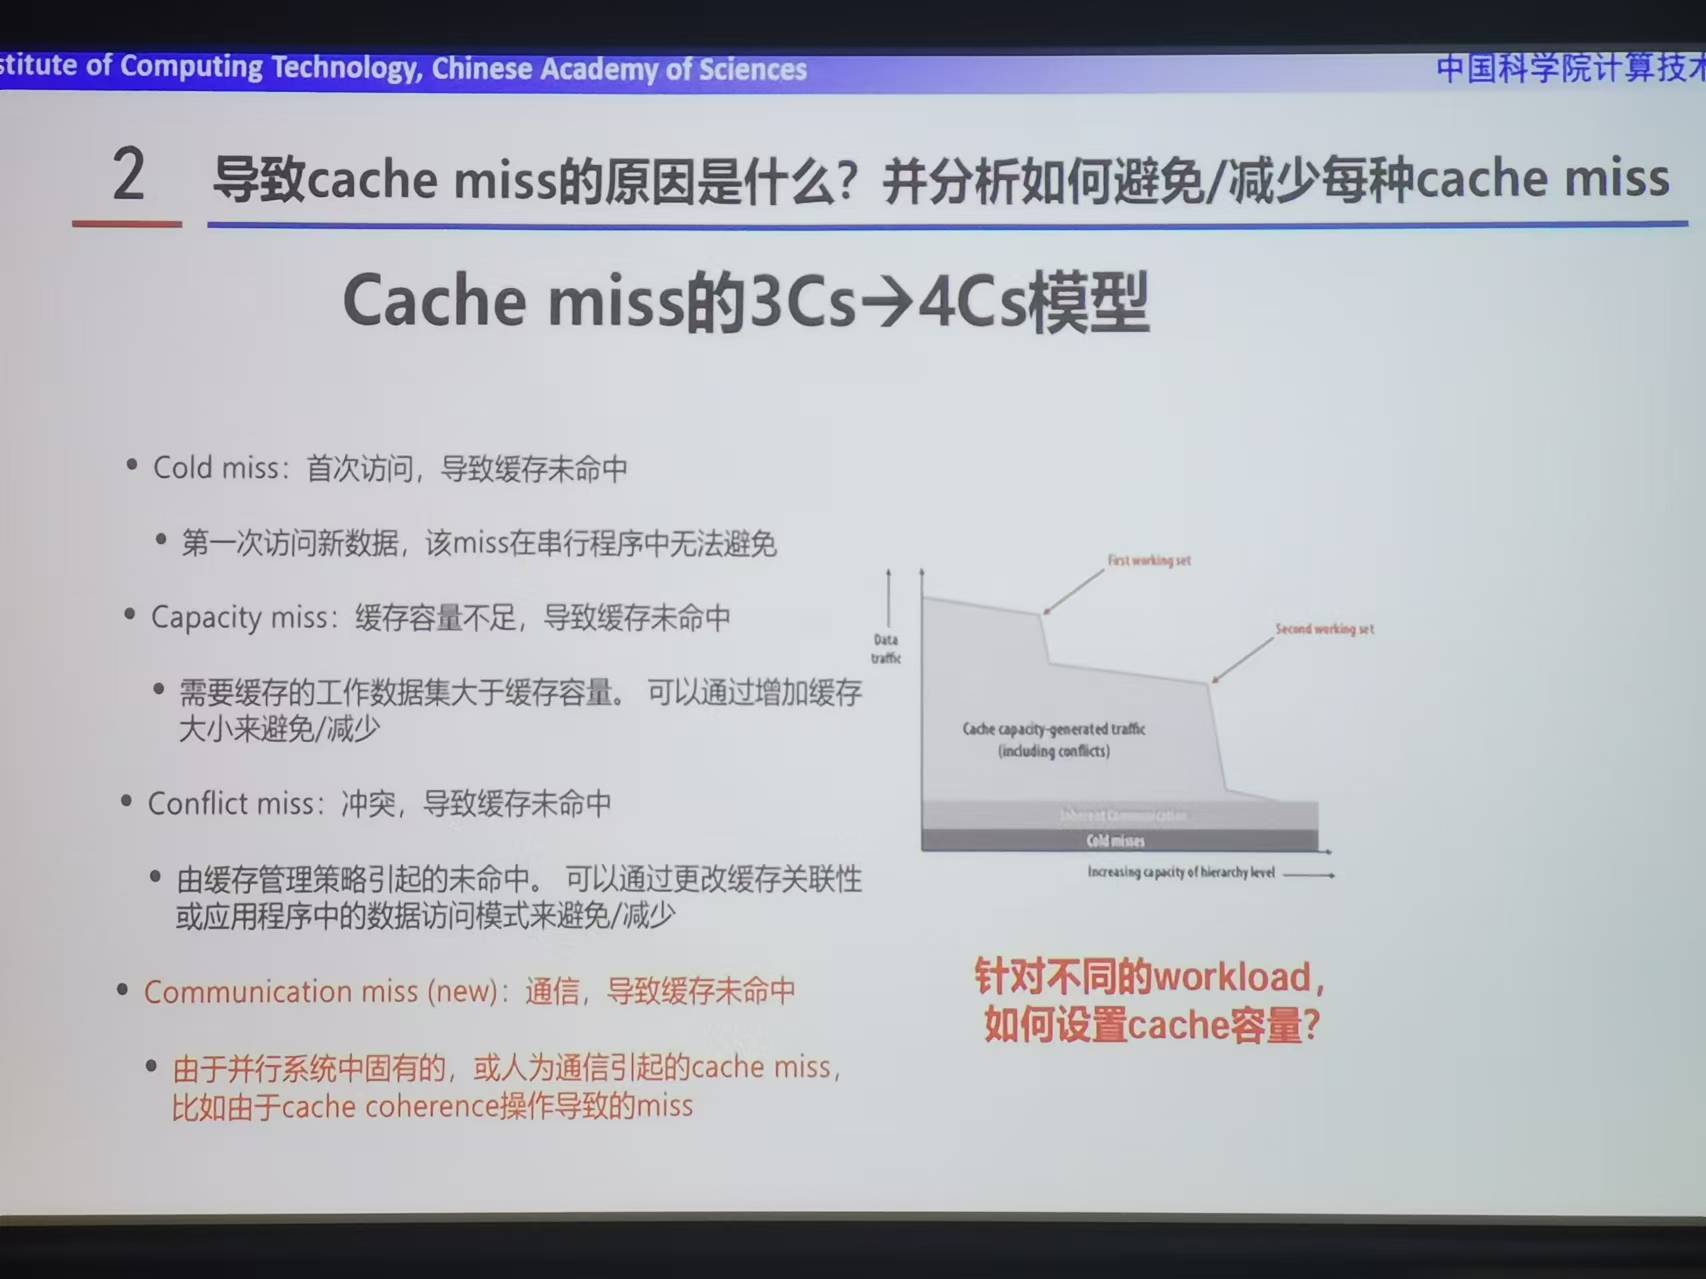 stitute of Computing Technology, Chinese Academy of Sciences
中国科学院计算技术
2
导致cache miss的原因是什么？并分析如何避免/减少每种cache miss
Cache miss的3Cs→4Cs模型
• Cold miss：首次访问，导致缓存未命中
• 第一次访问新数据，该miss在串行程序中无法避免
• Capacity miss：缓存容量不足，导致缓存未命中
• 需要缓存的工作数据集大于缓存容量。 可以通过增加缓存
大小来避免/减少
• Conflict miss：冲突，导致缓存未命中
• 由缓存管理策略引起的未命中。 可以通过更改缓存关联性
或应用程序中的数据访问模式来避免/减少
• Communication miss (new)：通信，导致缓存未命中
• 由于并行系统中固有的，或人为通信引起的cache miss，
比如由于cache coherence操作导致的miss
First working set
Second working set
Data
traffic
Cache capacity-generated traffic
(including conflicts)
Inherent Communication
Cold misses
Increasing capacity of hierarchy level
针对不同的workload，
如何设置cache容量？